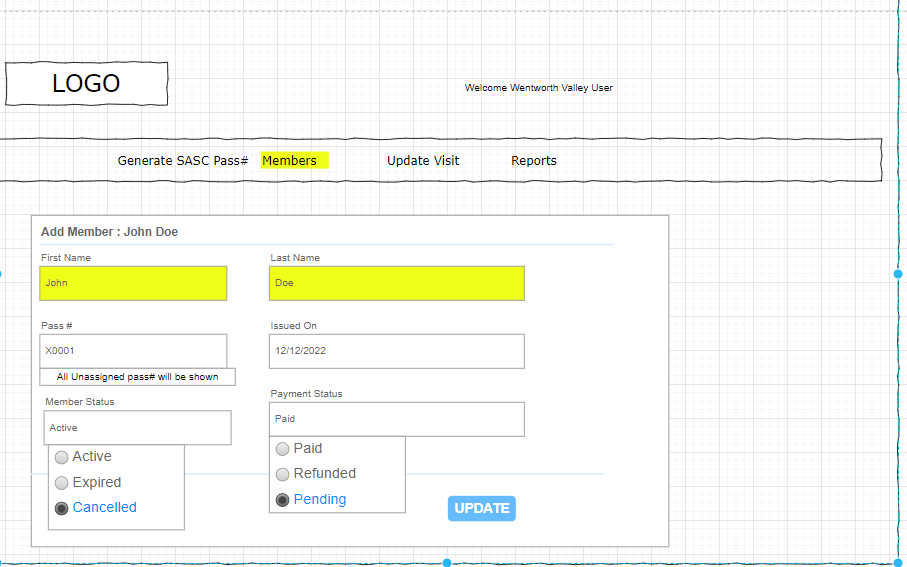 LOGO
Welcome Wentworth Valley User
Generate SASC Pass# Members Update Visit Reports
Add Member : John Doe
First Name Last Name
John Doe
Pass # Issued On
X0001 12/12/2022
All Unassigned pass# will be shown
Member Status Payment Status
Active Paid
Active Paid
Expired Refunded
Cancelled Pending
UPDATE